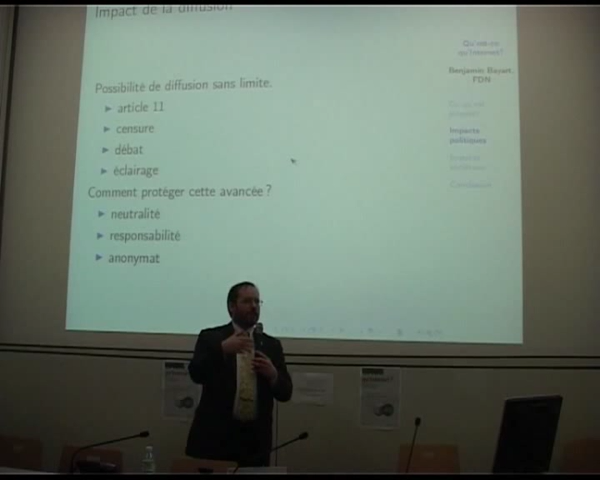 Impact de la diffusion
Possibilité de diffusion sans limite.
article 11
censure
débat
éclairage
Comment protéger cette avancée ?
neutralité
responsabilité
anonymat
Qu'est-ce
qu'Internet?
Benjamin Bayart,
FDN
Impacts
politiques